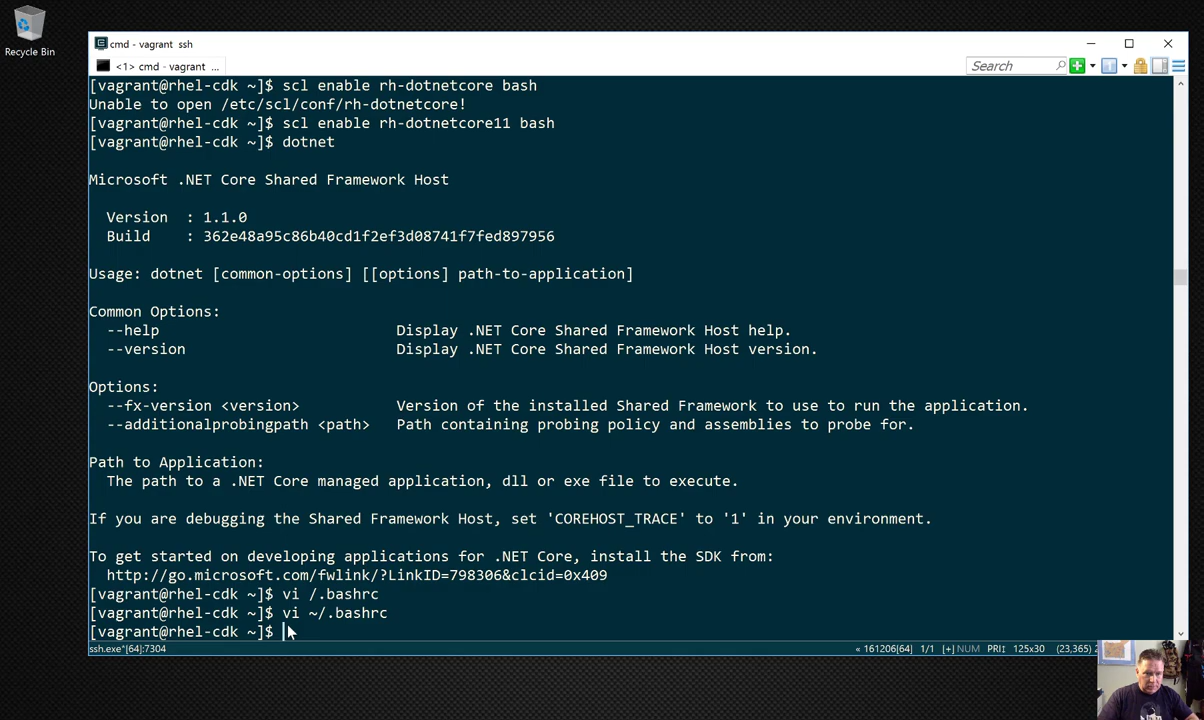 Recycle Bin
cmd - vagrant ssh
<1> cmd - vagrant ...
Search
[vagrant@rhel-cdk ~]$ scl enable rh-dotnetcore bash
Unable to open /etc/scl/conf/rh-dotnetcore!
[vagrant@rhel-cdk ~]$ scl enable rh-dotnetcore11 bash
[vagrant@rhel-cdk ~]$ dotnet
Microsoft .NET Core Shared Framework Host
Version : 1.1.0
Build : 362e48a95c86b40cd1f2ef3d08741f7fed897956
Usage: dotnet [common-options] [[options] path-to-application]
Common Options:
--help Display .NET Core Shared Framework Host help.
--version Display .NET Core Shared Framework Host version.
Options:
--fx-version <version> Version of the installed Shared Framework to use to run the application.
--additionalprobingpath <path> Path containing probing policy and assemblies to probe for.
Path to Application:
The path to a .NET Core managed application, dll or exe file to execute.
If you are debugging the Shared Framework Host, set 'COREHOST_TRACE' to '1' in your environment.
To get started on developing applications for .NET Core, install the SDK from:
http://go.microsoft.com/fwlink/?LinkID=798306&clcid=0x409
[vagrant@rhel-cdk ~]$ vi /.bashrc
[vagrant@rhel-cdk ~]$ vi ~/.bashrc
[vagrant@rhel-cdk ~]$
ssh.exe*[64]:7304 « 161206[64] 1/1 [+] NUM PRI↕ 125x30 (23,365) 2